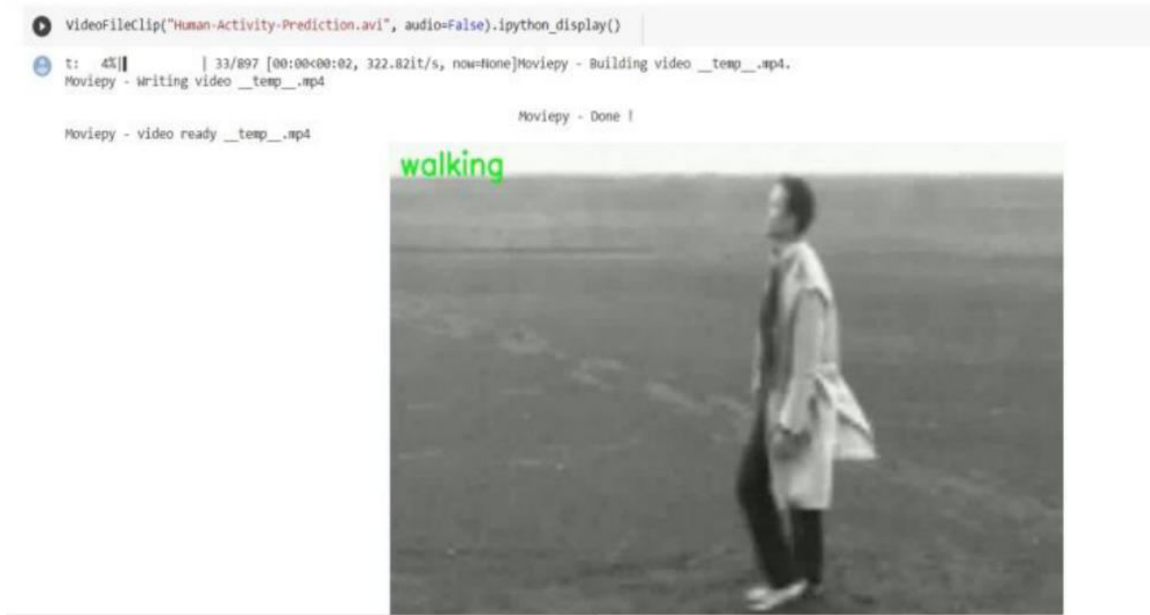 VideoFileClip("Human-Activity-Prediction.avi", audio=False).ipython_display()
t: 4%| | 33/897 [00:00<00:02, 322.82it/s, now=None]Moviepy - Building video __temp__.mp4.
Moviepy - Writing video __temp__.mp4
Moviepy - Done !
Moviepy - video ready __temp__.mp4
walking